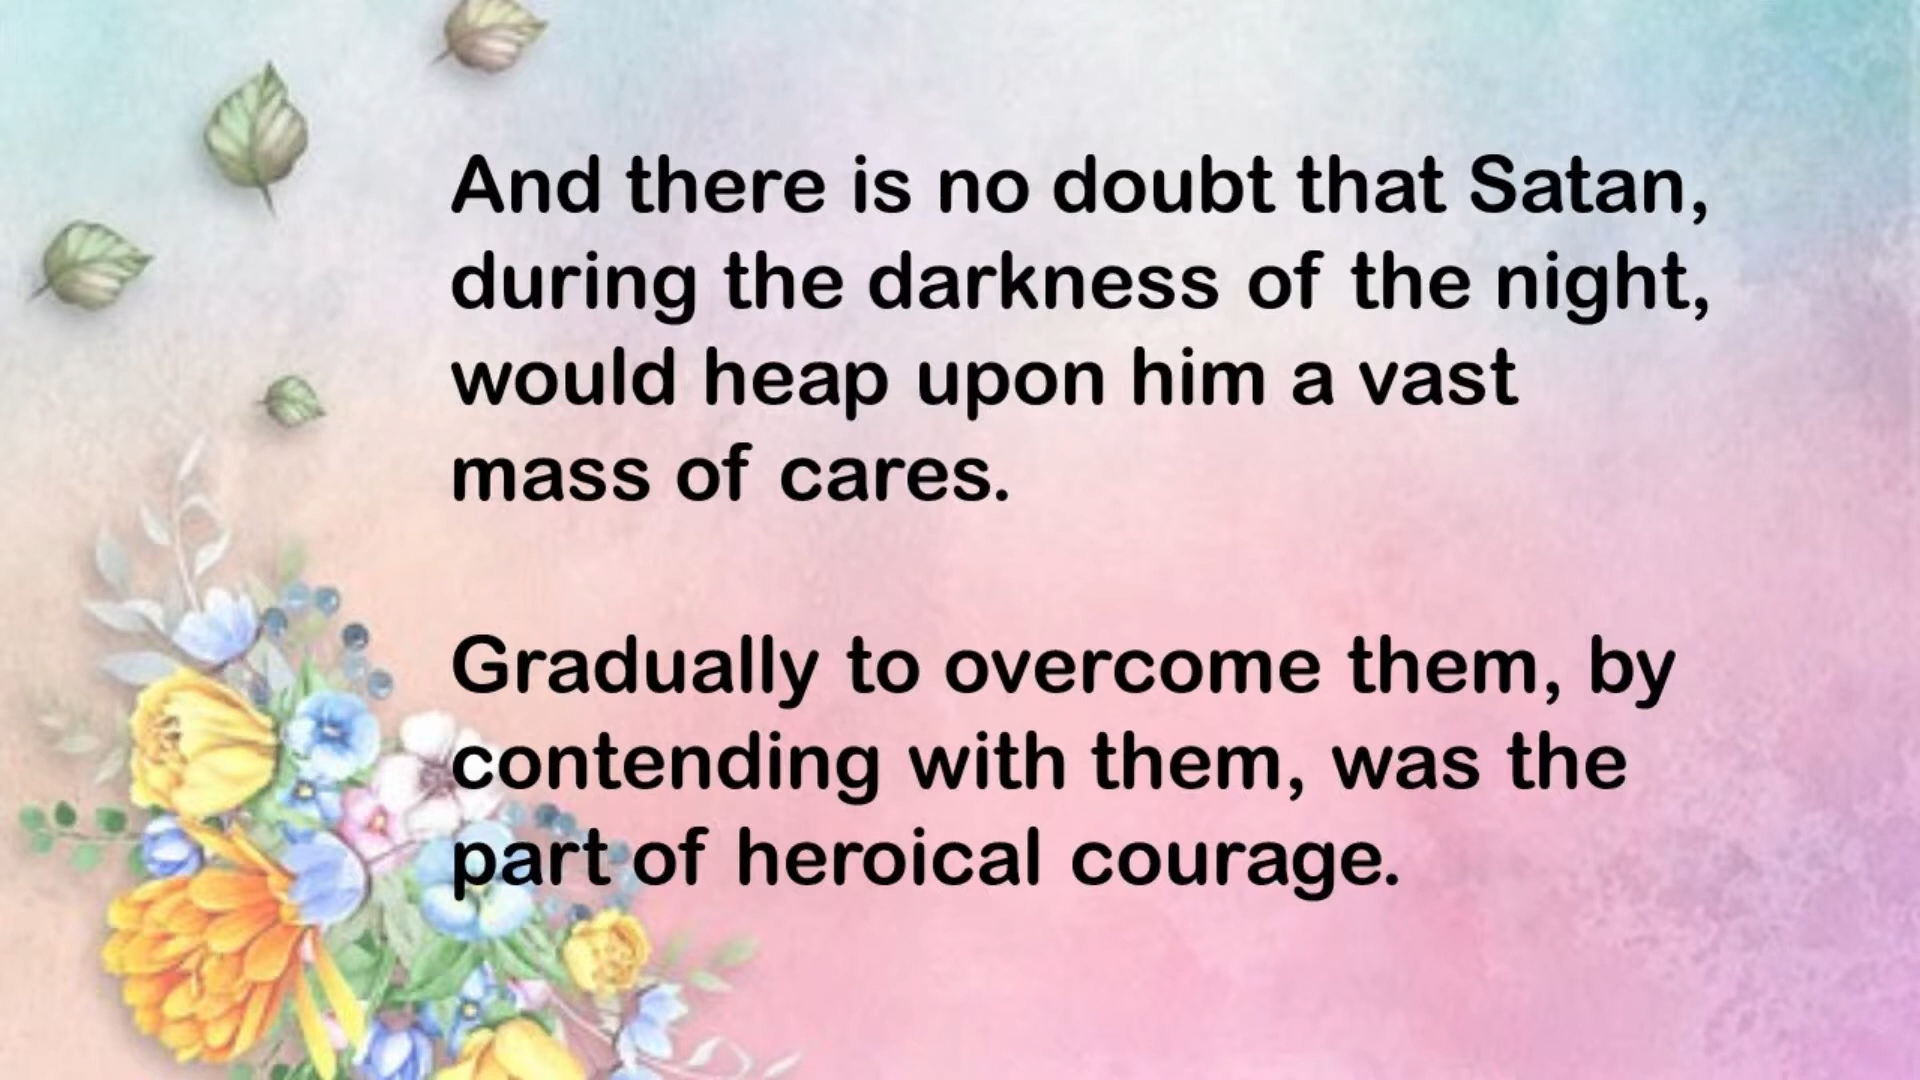 And there is no doubt that Satan,
during the darkness of the night,
would heap upon him a vast
mass of cares.
Gradually to overcome them, by
contending with them, was the
part of heroical courage.